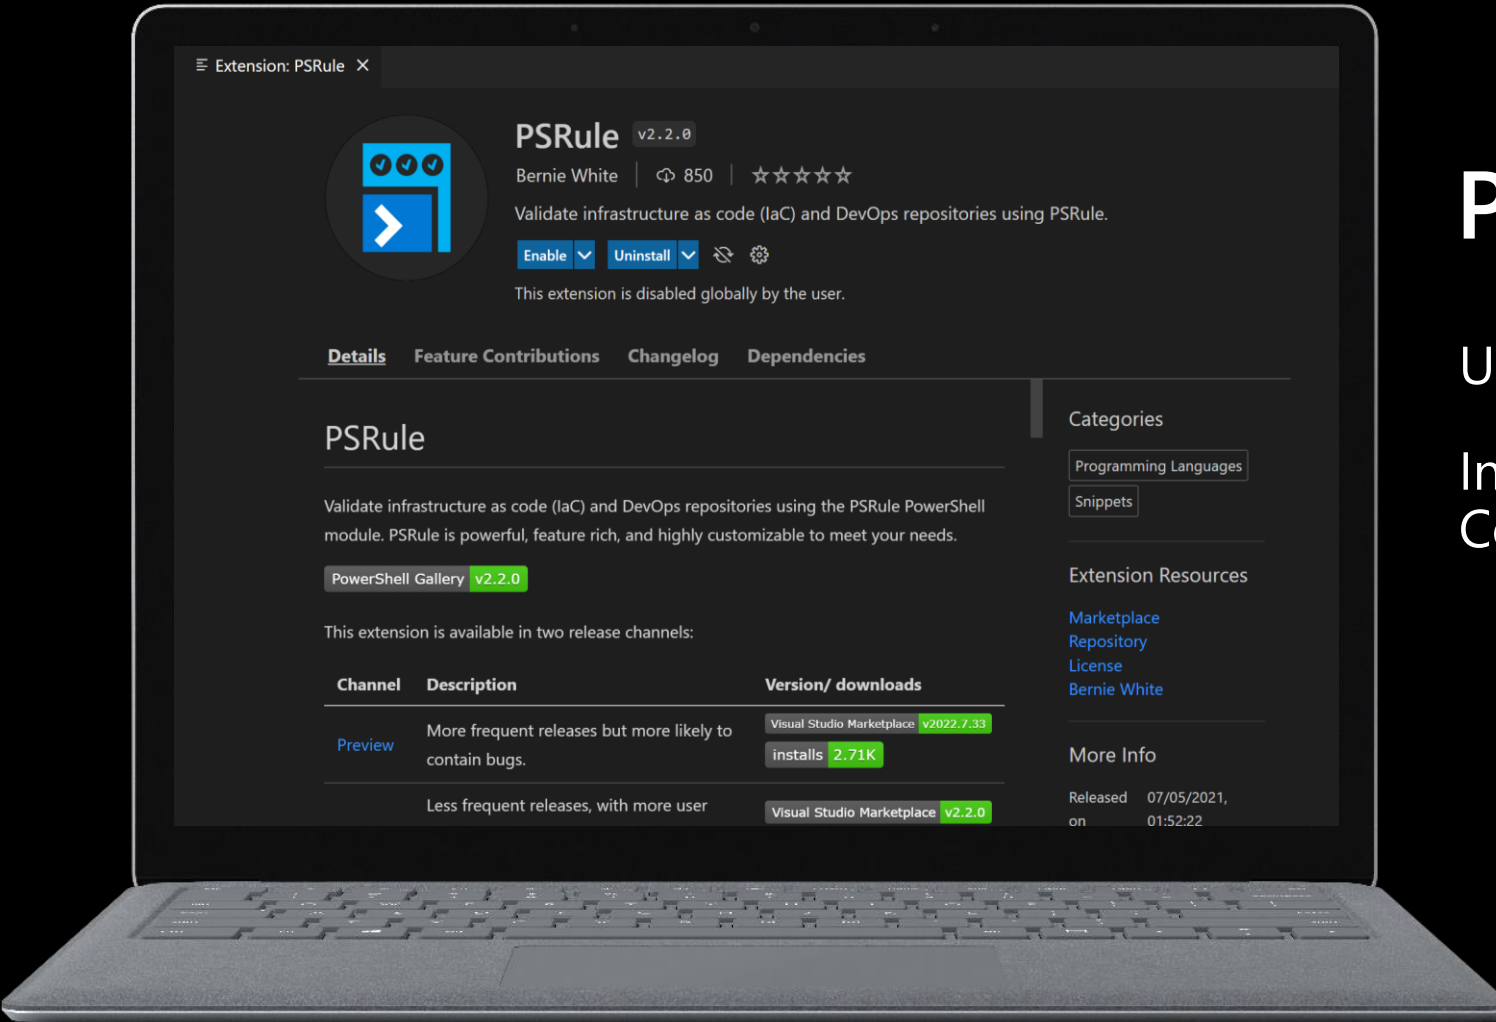 Extension: PSRule
PSRule v2.2.0
Bernie White 850
Validate infrastructure as code (IaC) and DevOps repositories using PSRule.
Enable Uninstall
This extension is disabled globally by the user.
Details Feature Contributions Changelog Dependencies
PSRule
Validate infrastructure as code (IaC) and DevOps repositories using the PSRule PowerShell
module. PSRule is powerful, feature rich, and highly customizable to meet your needs.
PowerShell Gallery v2.2.0
This extension is available in two release channels:
Channel Description Version/ downloads
Preview
More frequent releases but more likely to
contain bugs.
Visual Studio Marketplace v2022.7.33
installs 2.71K
Less frequent releases, with more user
Visual Studio Marketplace v2.2.0
Categories
Programming Languages
Snippets
Extension Resources
Marketplace
Repository
License
Bernie White
More Info
Released 07/05/2021,
on 01:52:22
P
U
In